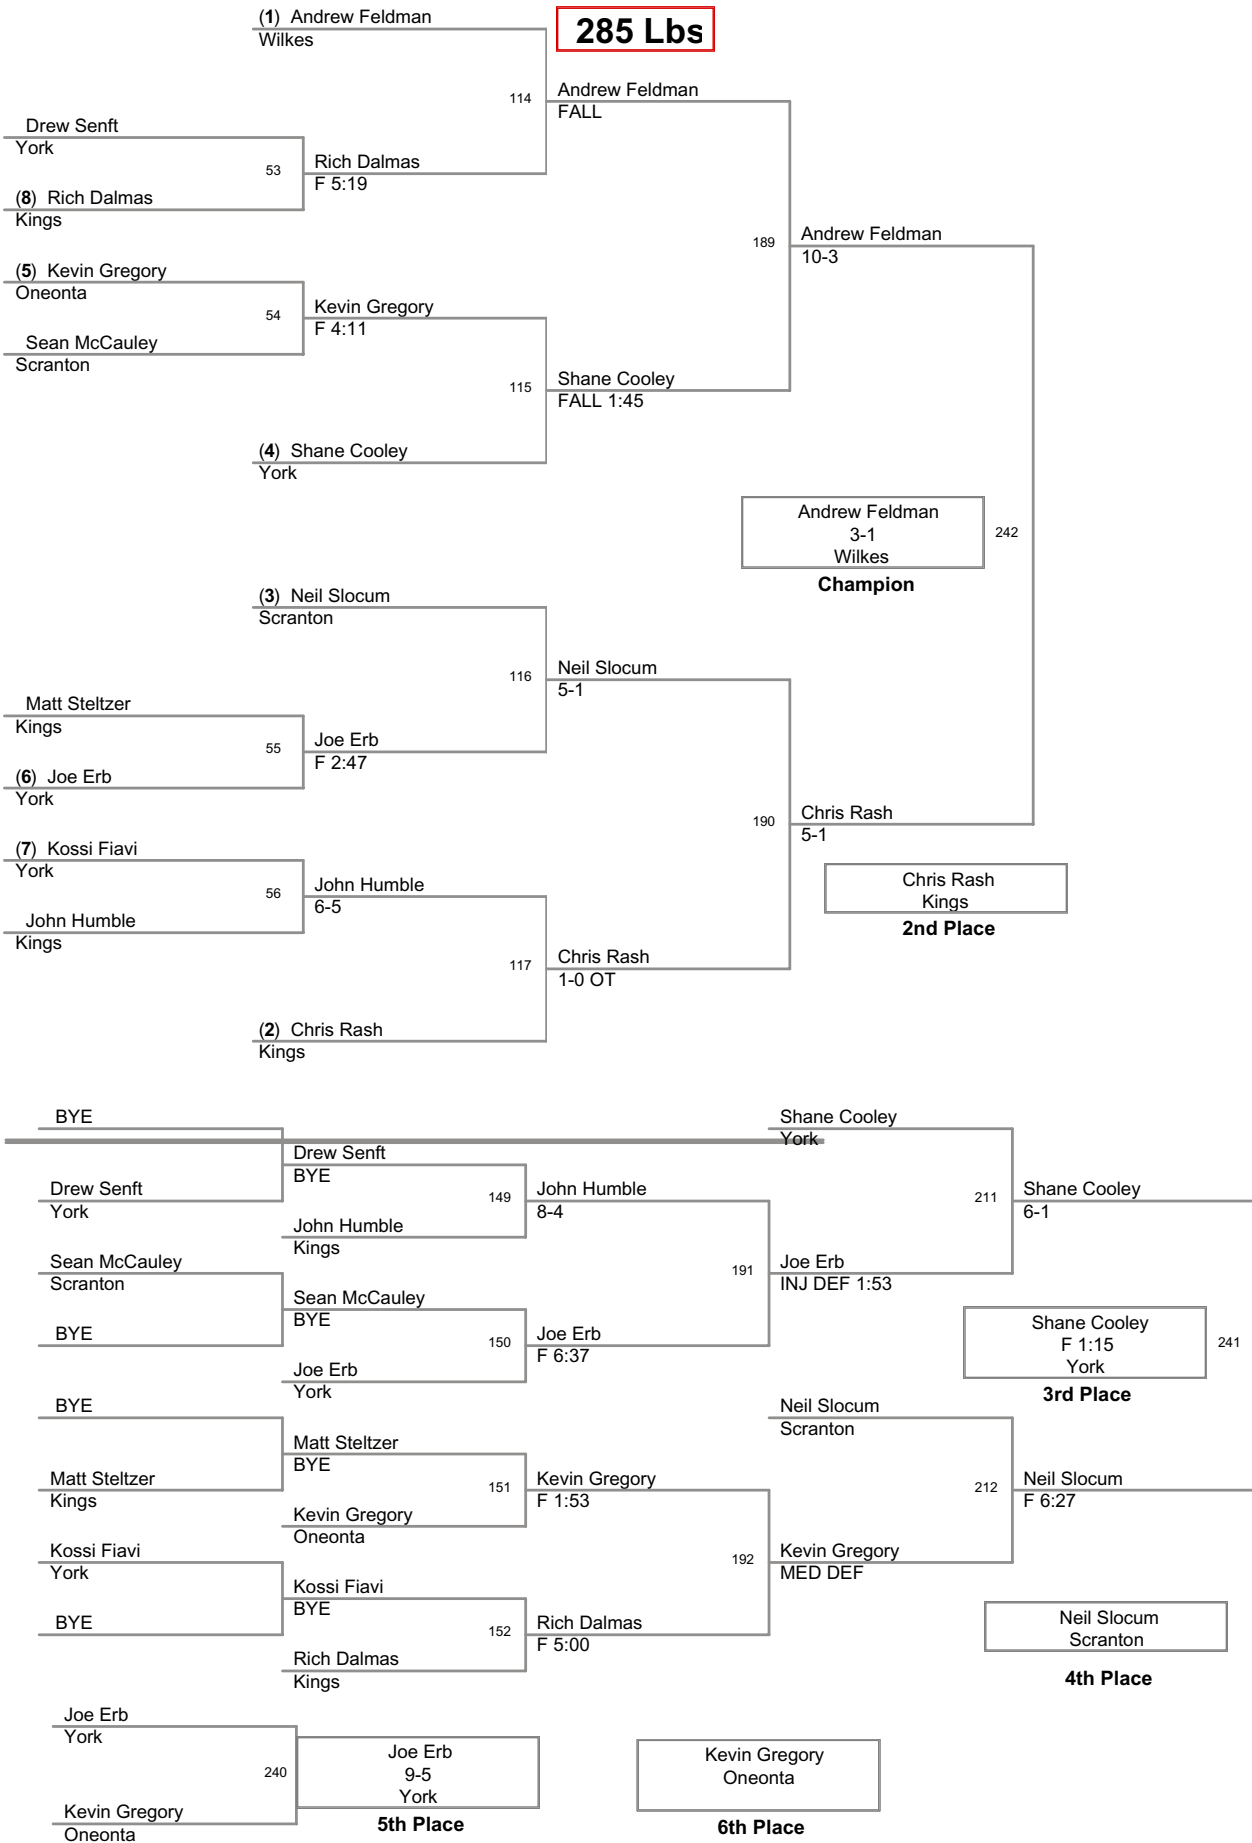 (1) Andrew Feldman
Wilkes
285 Lbs
114
Andrew Feldman
FALL
Drew Senft
York
53
Rich Dalmas
F 5:19
(8) Rich Dalmas
Kings
189
Andrew Feldman
10-3
(5) Kevin Gregory
Oneonta
54
Kevin Gregory
F 4:11
Sean McCauley
Scranton
115
Shane Cooley
FALL 1:45
(4) Shane Cooley
York
Andrew Feldman
3-1
Wilkes
242
Champion
(3) Neil Slocum
Scranton
116
Neil Slocum
5-1
Matt Steltzer
Kings
55
Joe Erb
F 2:47
(6) Joe Erb
York
190
Chris Rash
5-1
(7) Kossi Fiavi
York
56
John Humble
6-5
John Humble
Kings
Chris Rash
Kings
2nd Place
117
Chris Rash
1-0 OT
(2) Chris Rash
Kings
BYE
Shane Cooley
York
Drew Senft
BYE
Drew Senft
York
149
John Humble
8-4
211
Shane Cooley
6-1
John Humble
Kings
Sean McCauley
Scranton
191
Joe Erb
INJ DEF 1:53
Sean McCauley
BYE
BYE
150
Joe Erb
F 6:37
Shane Cooley
F 1:15
York
241
3rd Place
Joe Erb
York
BYE
Neil Slocum
Scranton
Matt Steltzer
BYE
Matt Steltzer
Kings
151
Kevin Gregory
F 1:53
212
Neil Slocum
F 6:27
Kevin Gregory
Oneonta
Kossi Fiavi
York
192
Kevin Gregory
MED DEF
Kossi Fiavi
BYE
BYE
152
Rich Dalmas
F 5:00
Neil Slocum
Scranton
4th Place
Rich Dalmas
Kings
Joe Erb
York
240
Joe Erb
9-5
York
5th Place
Kevin Gregory
Oneonta
6th Place
Kevin Gregory
Oneonta